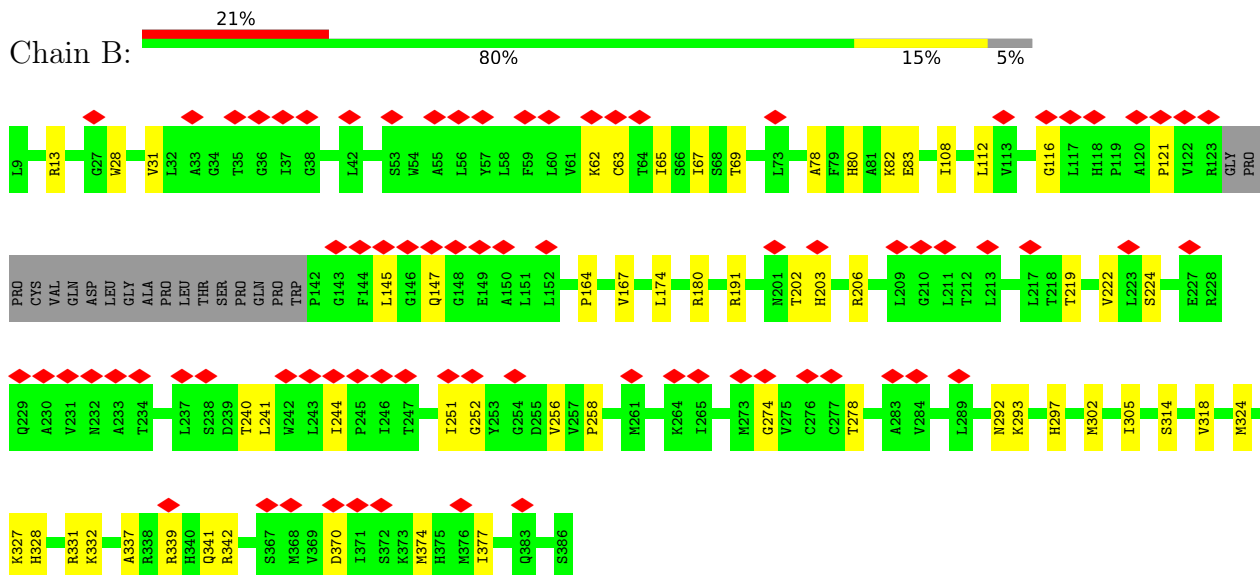 21%
Chain B:
80% 15% 5%
L9 R13 G27 W28 V31 L32 A33 G34 T35 G36 I37 G38 L42 S53 W54 A55 L56 Y57 L58 F59 L60 V61 K62 C63 T64 I65 S66 I67 S68 T69 L73 A78 F79 H80 A81 K82 E83 I108 L112 V113 G116 L117 H118 P119 A120 P121 V122 R123 GLY PRO
PRO CYS VAL GLN ASP LEU GLY ALA PRO LEU THR SER PRO GLN PRO TRP P142 G143 F144 L145 G146 Q147 G148 E149 A150 L151 L152 P164 V167 L174 R180 R191 N201 T202 H203 R206 L209 G210 L211 T212 L213 L217 T218 T219 V222 L223 S224 E227 R228
Q229 A230 V231 N232 A233 T234 L237 S238 D239 T240 L241 W242 L243 I244 P245 I246 T247 I251 G252 Y253 G254 D255 V256 V257 P258 M261 K264 I265 M273 G274 V275 C276 C277 T278 A283 V284 L289 N292 K293 H297 M302 I305 S314 V318 M324
K327 H328 R331 K332 A337 R338 R339 H340 Q341 R342 S367 M368 V369 D370 I371 S372 K373 M374 H375 M376 I377 Q383 S386